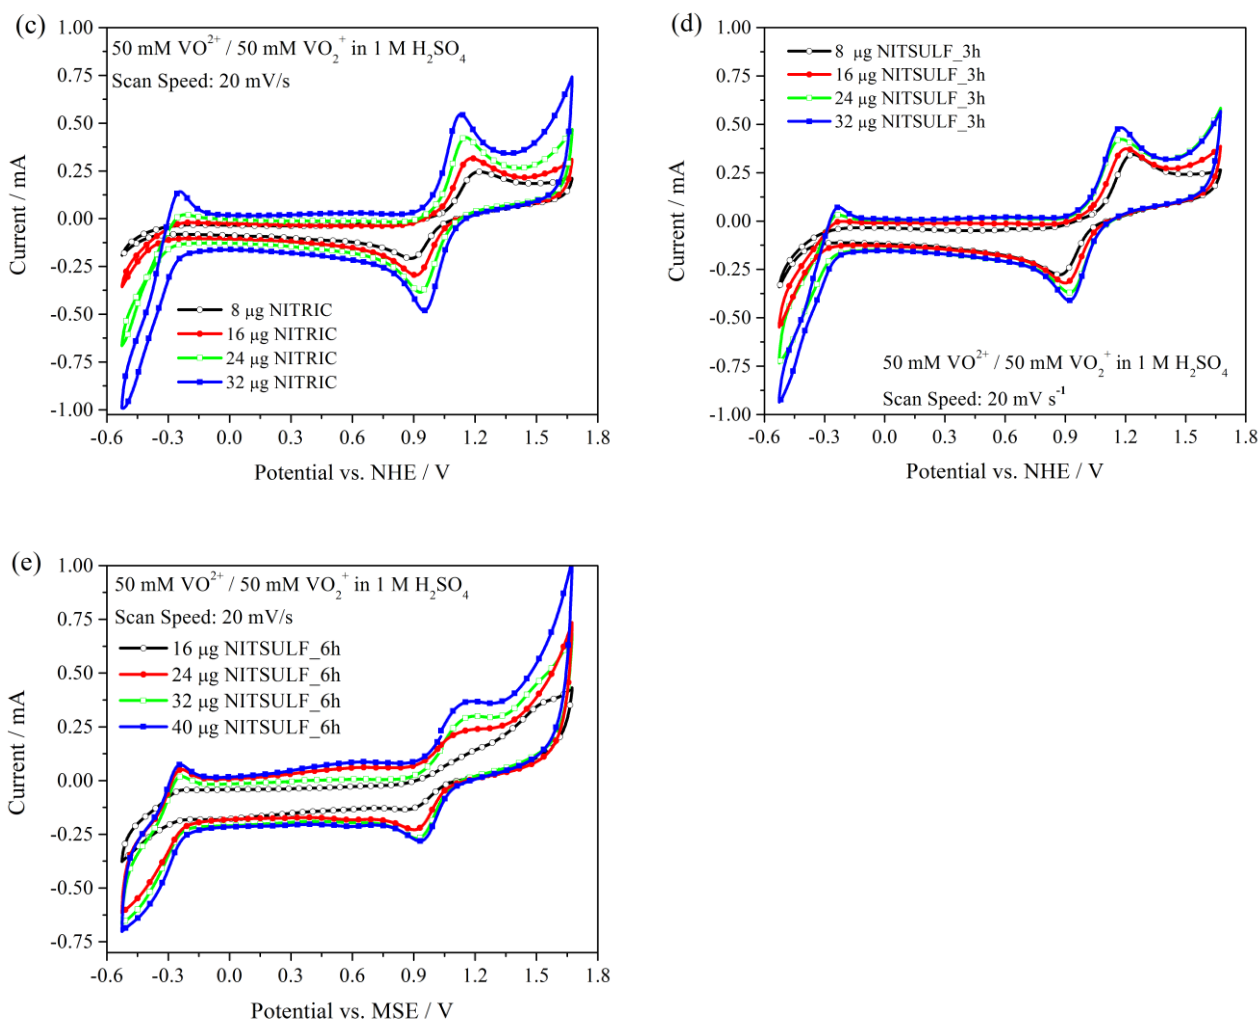 (c)
1.00
0.75
0.50
0.25
0.00
-0.25
-0.50
-0.75
-1.00
Current / mA
50 mM VO²⁺ / 50 mM VO₂⁺ in 1 M H₂SO₄
Scan Speed: 20 mV/s
8 µg NITRIC
16 µg NITRIC
24 µg NITRIC
32 µg NITRIC
-0.6 -0.3 0.0 0.3 0.6 0.9 1.2 1.5 1.8
Potential vs. NHE / V
(d)
1.00
0.75
0.50
0.25
0.00
-0.25
-0.50
-0.75
-1.00
Current / mA
8 µg NITSULF_3h
16 µg NITSULF_3h
24 µg NITSULF_3h
32 µg NITSULF_3h
50 mM VO²⁺ / 50 mM VO₂⁺ in 1 M H₂SO₄
Scan Speed: 20 mV s⁻¹
-0.6 -0.3 0.0 0.3 0.6 0.9 1.2 1.5 1.8
Potential vs. NHE / V
(e)
1.00
0.75
0.50
0.25
0.00
-0.25
-0.50
-0.75
Current / mA
50 mM VO²⁺ / 50 mM VO₂⁺ in 1 M H₂SO₄
Scan Speed: 20 mV/s
16 µg NITSULF_6h
24 µg NITSULF_6h
32 µg NITSULF_6h
40 µg NITSULF_6h
-0.6 -0.3 0.0 0.3 0.6 0.9 1.2 1.5 1.8
Potential vs. MSE / V